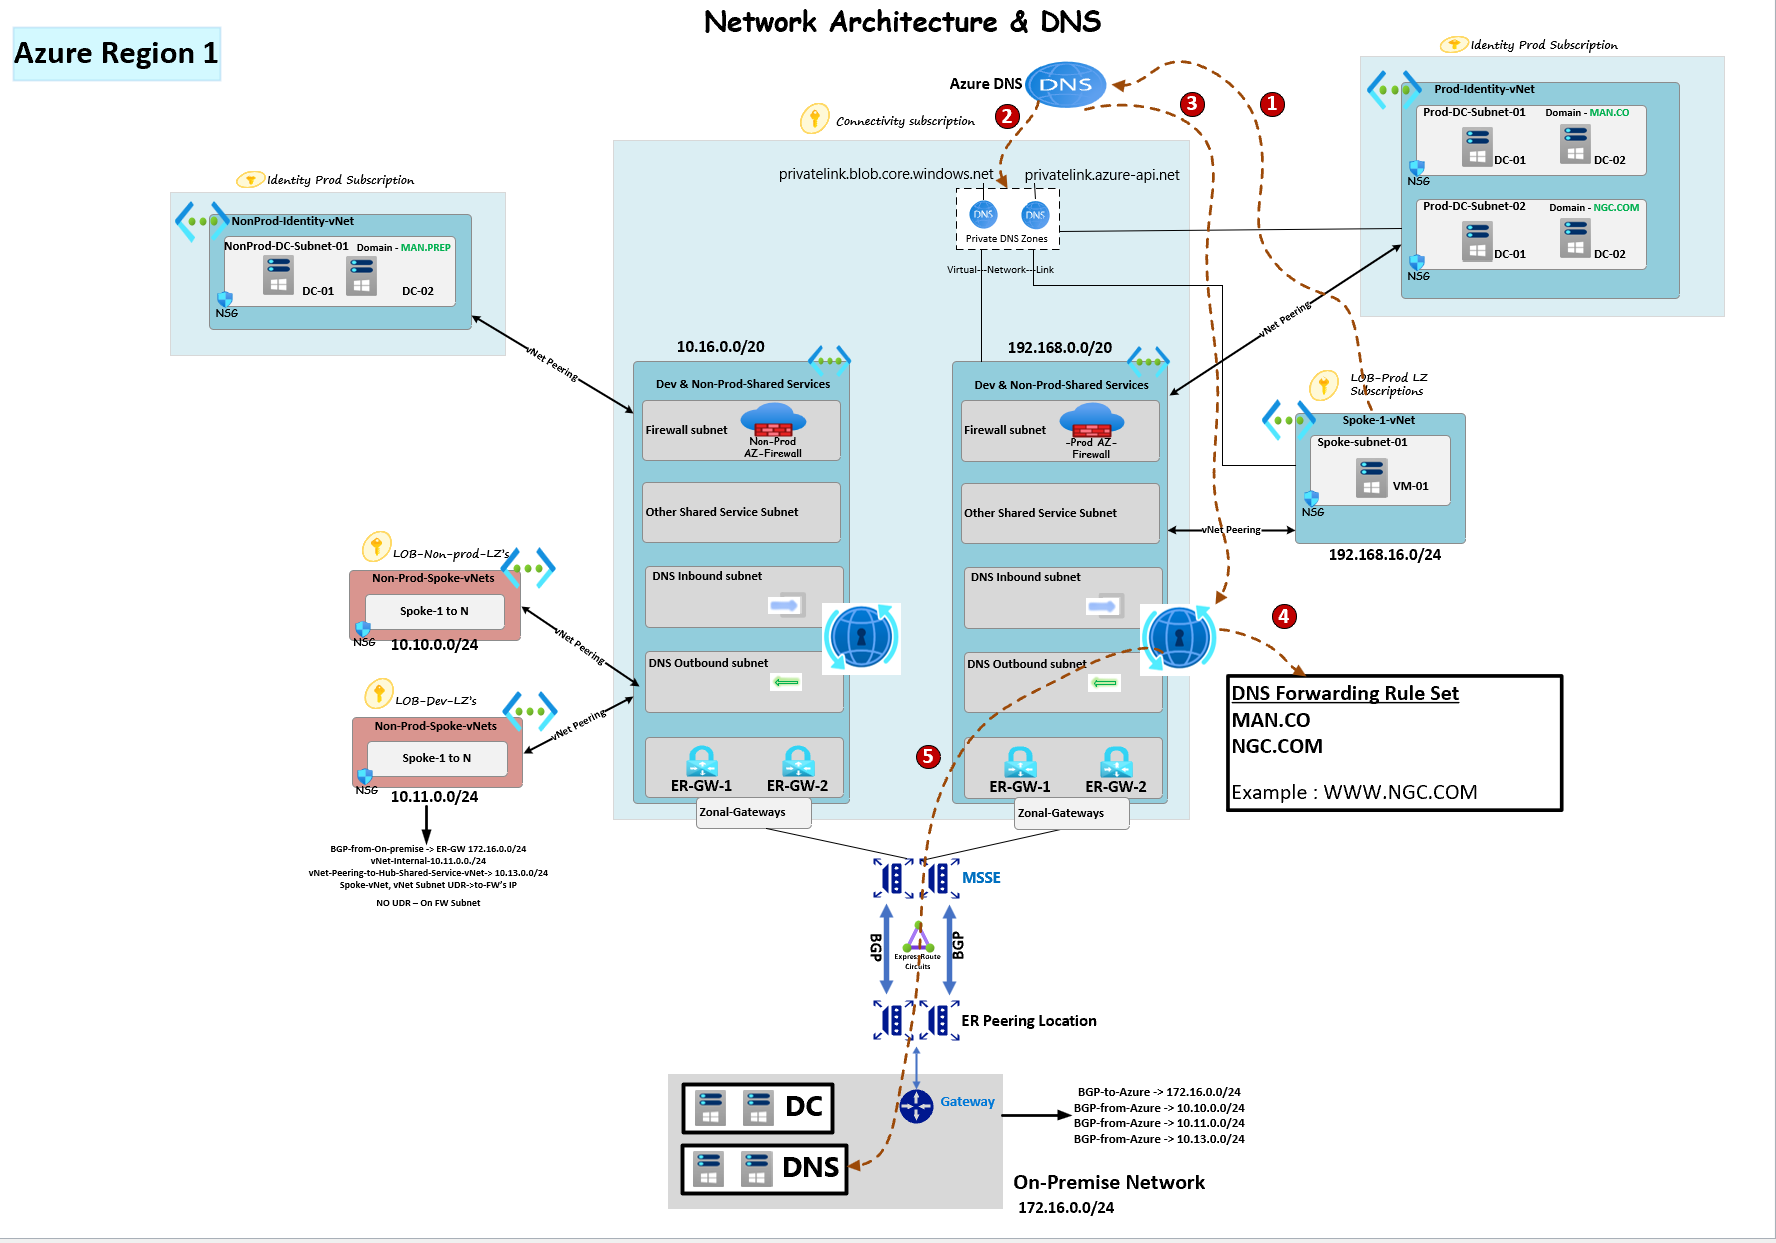 Network Architecture & DNS
Azure Region 1
Identity Prod Subscription
Azure DNS
DNS
3
1
2
Connectivity subscription
Prod-Identity-vNet
Prod-DC-Subnet-01
Domain - MAN.CO
DC-01
DC-02
NSG
Prod-DC-Subnet-02
Domain - NGC.COM
DC-01
DC-02
NSG
privatelink.blob.core.windows.net
privatelink.azure-api.net
DNS
DNS
Private DNS Zones
Virtual---Network---Link
Identity Prod Subscription
NonProd-Identity-vNet
NonProd-DC-Subnet-01
Domain - MAN.PREP
DC-01
DC-02
NSG
vNet Peering
vNet Peering
10.16.0.0/20
Dev & Non-Prod-Shared Services
Firewall subnet
Non-Prod
AZ-Firewall
Other Shared Service Subnet
DNS Inbound subnet
DNS Outbound subnet
ER-GW-1
ER-GW-2
Zonal-Gateways
192.168.0.0/20
Dev & Non-Prod-Shared Services
Firewall subnet
-Prod AZ-
Firewall
Other Shared Service Subnet
DNS Inbound subnet
DNS Outbound subnet
ER-GW-1
ER-GW-2
Zonal-Gateways
LOB-Prod LZ
Subscriptions
Spoke-1-vNet
Spoke-subnet-01
VM-01
NSG
192.168.16.0/24
vNet Peering
LOB-Non-prod-LZ's
Non-Prod-Spoke-vNets
Spoke-1 to N
NSG
10.10.0.0/24
vNet Peering
LOB-Dev-LZ's
Non-Prod-Spoke-vNets
Spoke-1 to N
NSG
10.11.0.0/24
vNet Peering
BGP-from-On-premise -> ER-GW 172.16.0.0/24
vNet-Internal-10.11.0.0./24
vNet-Peering-to-Hub-Shared-Service-vNet-> 10.13.0.0/24
Spoke-vNet, vNet Subnet UDR->to-FW's IP
NO UDR – On FW Subnet
4
DNS Forwarding Rule Set
MAN.CO
NGC.COM
Example : WWW.NGC.COM
5
MSSE
BGP
BGP
ExpressRoute
Circuits
ER Peering Location
DC
DNS
Gateway
BGP-to-Azure -> 172.16.0.0/24
BGP-from-Azure -> 10.10.0.0/24
BGP-from-Azure -> 10.11.0.0/24
BGP-from-Azure -> 10.13.0.0/24
On-Premise Network
172.16.0.0/24